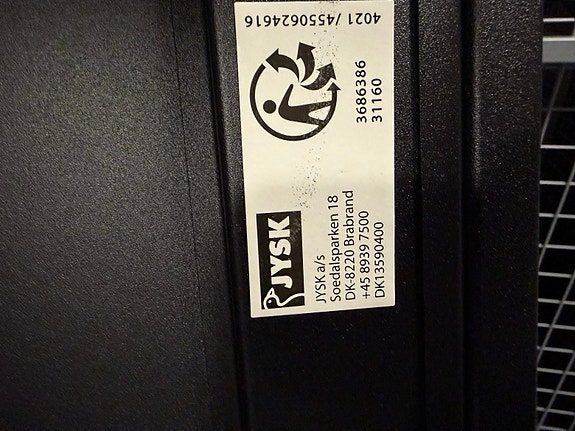 JYSK
JYSK a/s
Soedalsparken 18
DK-8220 Brabrand
+45 8939 7500
DK13590400
3686386
31160
4021 /4550624616